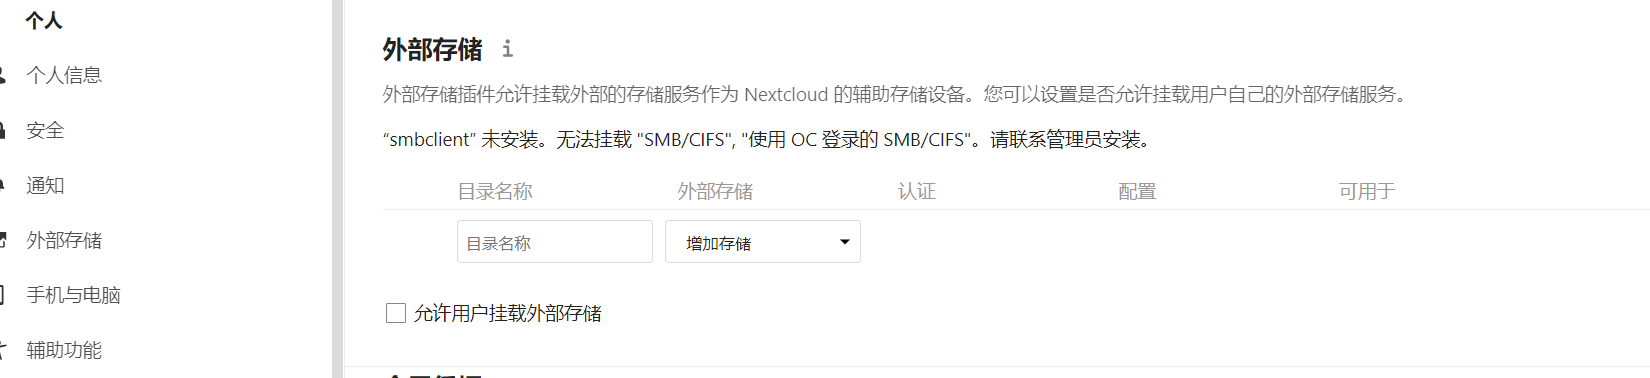 个人
个人信息
安全
通知
外部存储
手机与电脑
辅助功能
外部存储
外部存储插件允许挂载外部的存储服务作为 Nextcloud 的辅助存储设备。您可以设置是否允许挂载用户自己的外部存储服务。
“smbclient” 未安装。无法挂载 "SMB/CIFS", "使用 OC 登录的 SMB/CIFS"。请联系管理员安装。
目录名称 外部存储 认证 配置 可用于
目录名称 增加存储
允许用户挂载外部存储